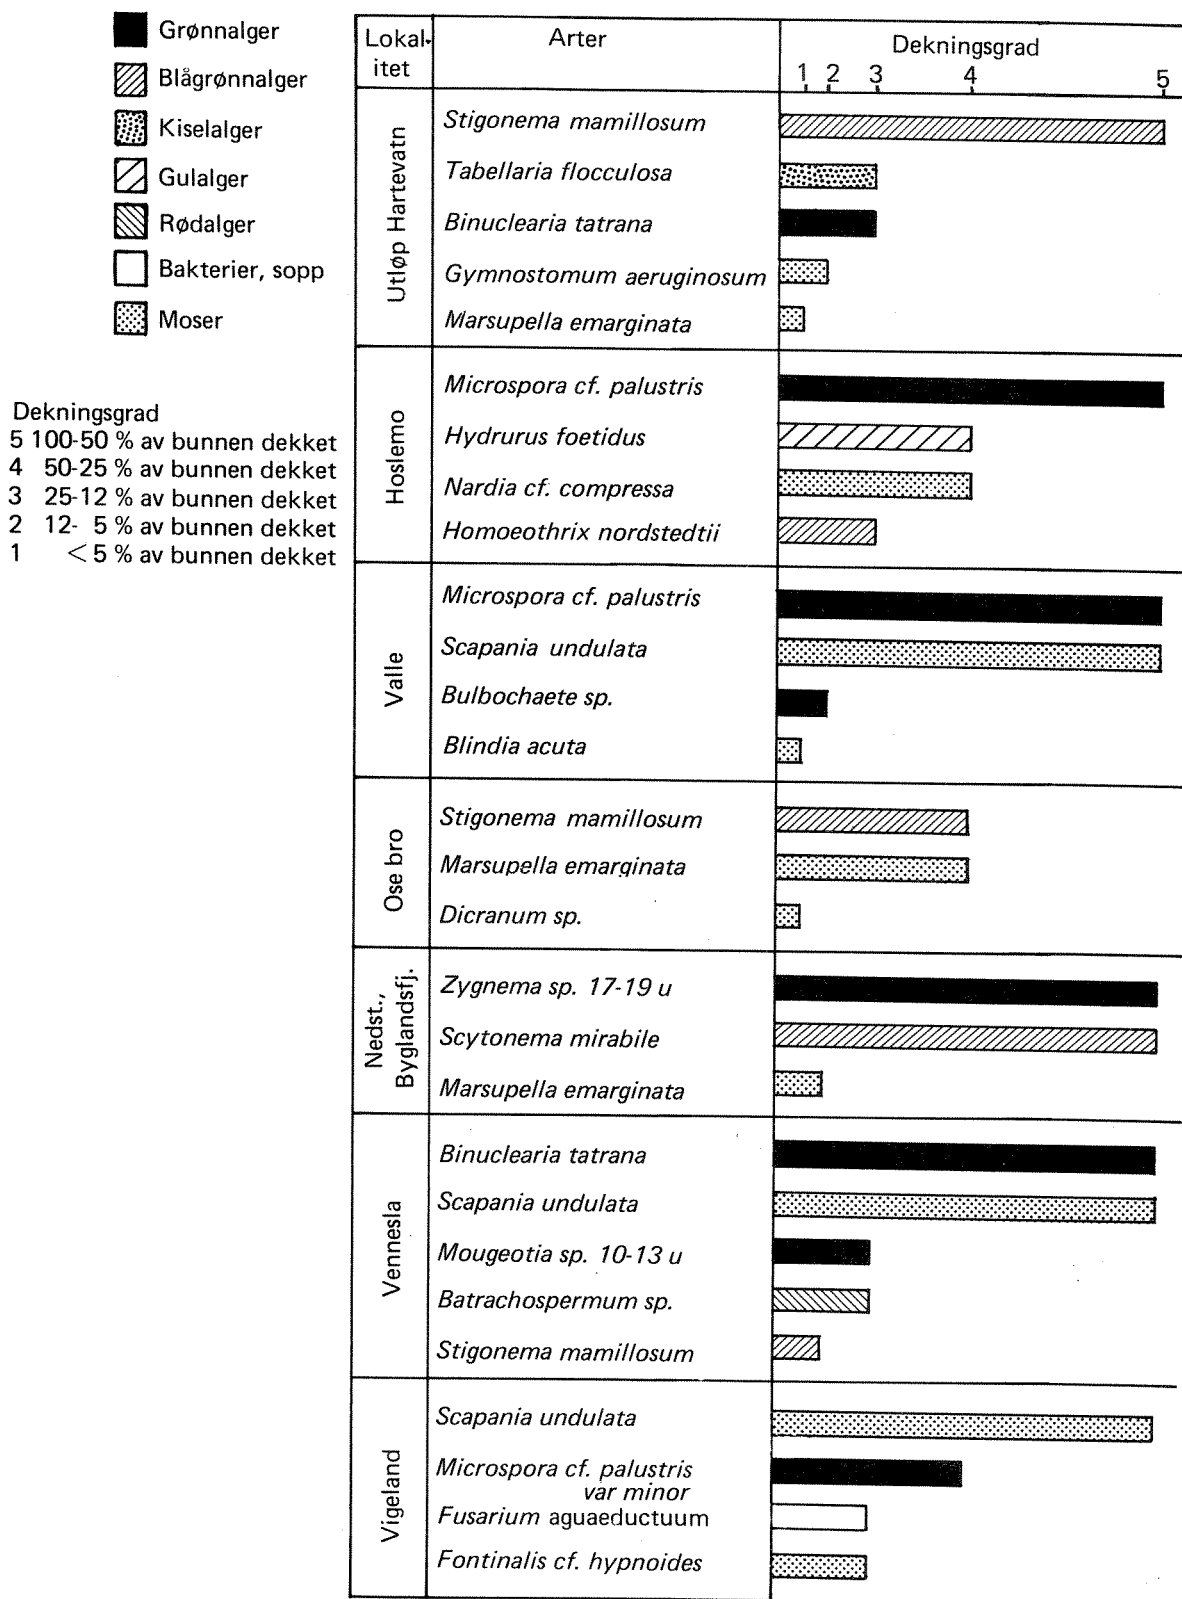 Grønnalger
Blågrønnalger
Kiselalger
Gulalger
Rødalger
Bakterier, sopp
Moser
Dekningsgrad
5 100-50 % av bunnen dekket
4 50-25 % av bunnen dekket
3 25-12 % av bunnen dekket
2 12- 5 % av bunnen dekket
1 < 5 % av bunnen dekket
Lokal-
itet
Arter
Dekningsgrad
1 2 3 4 5
Utløp Hartevatn
Stigonema mamillosum
Tabellaria flocculosa
Binuclearia tatrana
Gymnostomum aeruginosum
Marsupella emarginata
Hoslemo
Microspora cf. palustris
Hydrurus foetidus
Nardia cf. compressa
Homoeothrix nordstedtii
Valle
Microspora cf. palustris
Scapania undulata
Bulbochaete sp.
Blindia acuta
Ose bro
Stigonema mamillosum
Marsupella emarginata
Dicranum sp.
Nedst.,
Byglandsfj.
Zygnema sp. 17-19 u
Scytonema mirabile
Marsupella emarginata
Vennesla
Binuclearia tatrana
Scapania undulata
Mougeotia sp. 10-13 u
Batrachospermum sp.
Stigonema mamillosum
Vigeland
Scapania undulata
Microspora cf. palustris
var minor
Fusarium aguaeductuum
Fontinalis cf. hypnoides